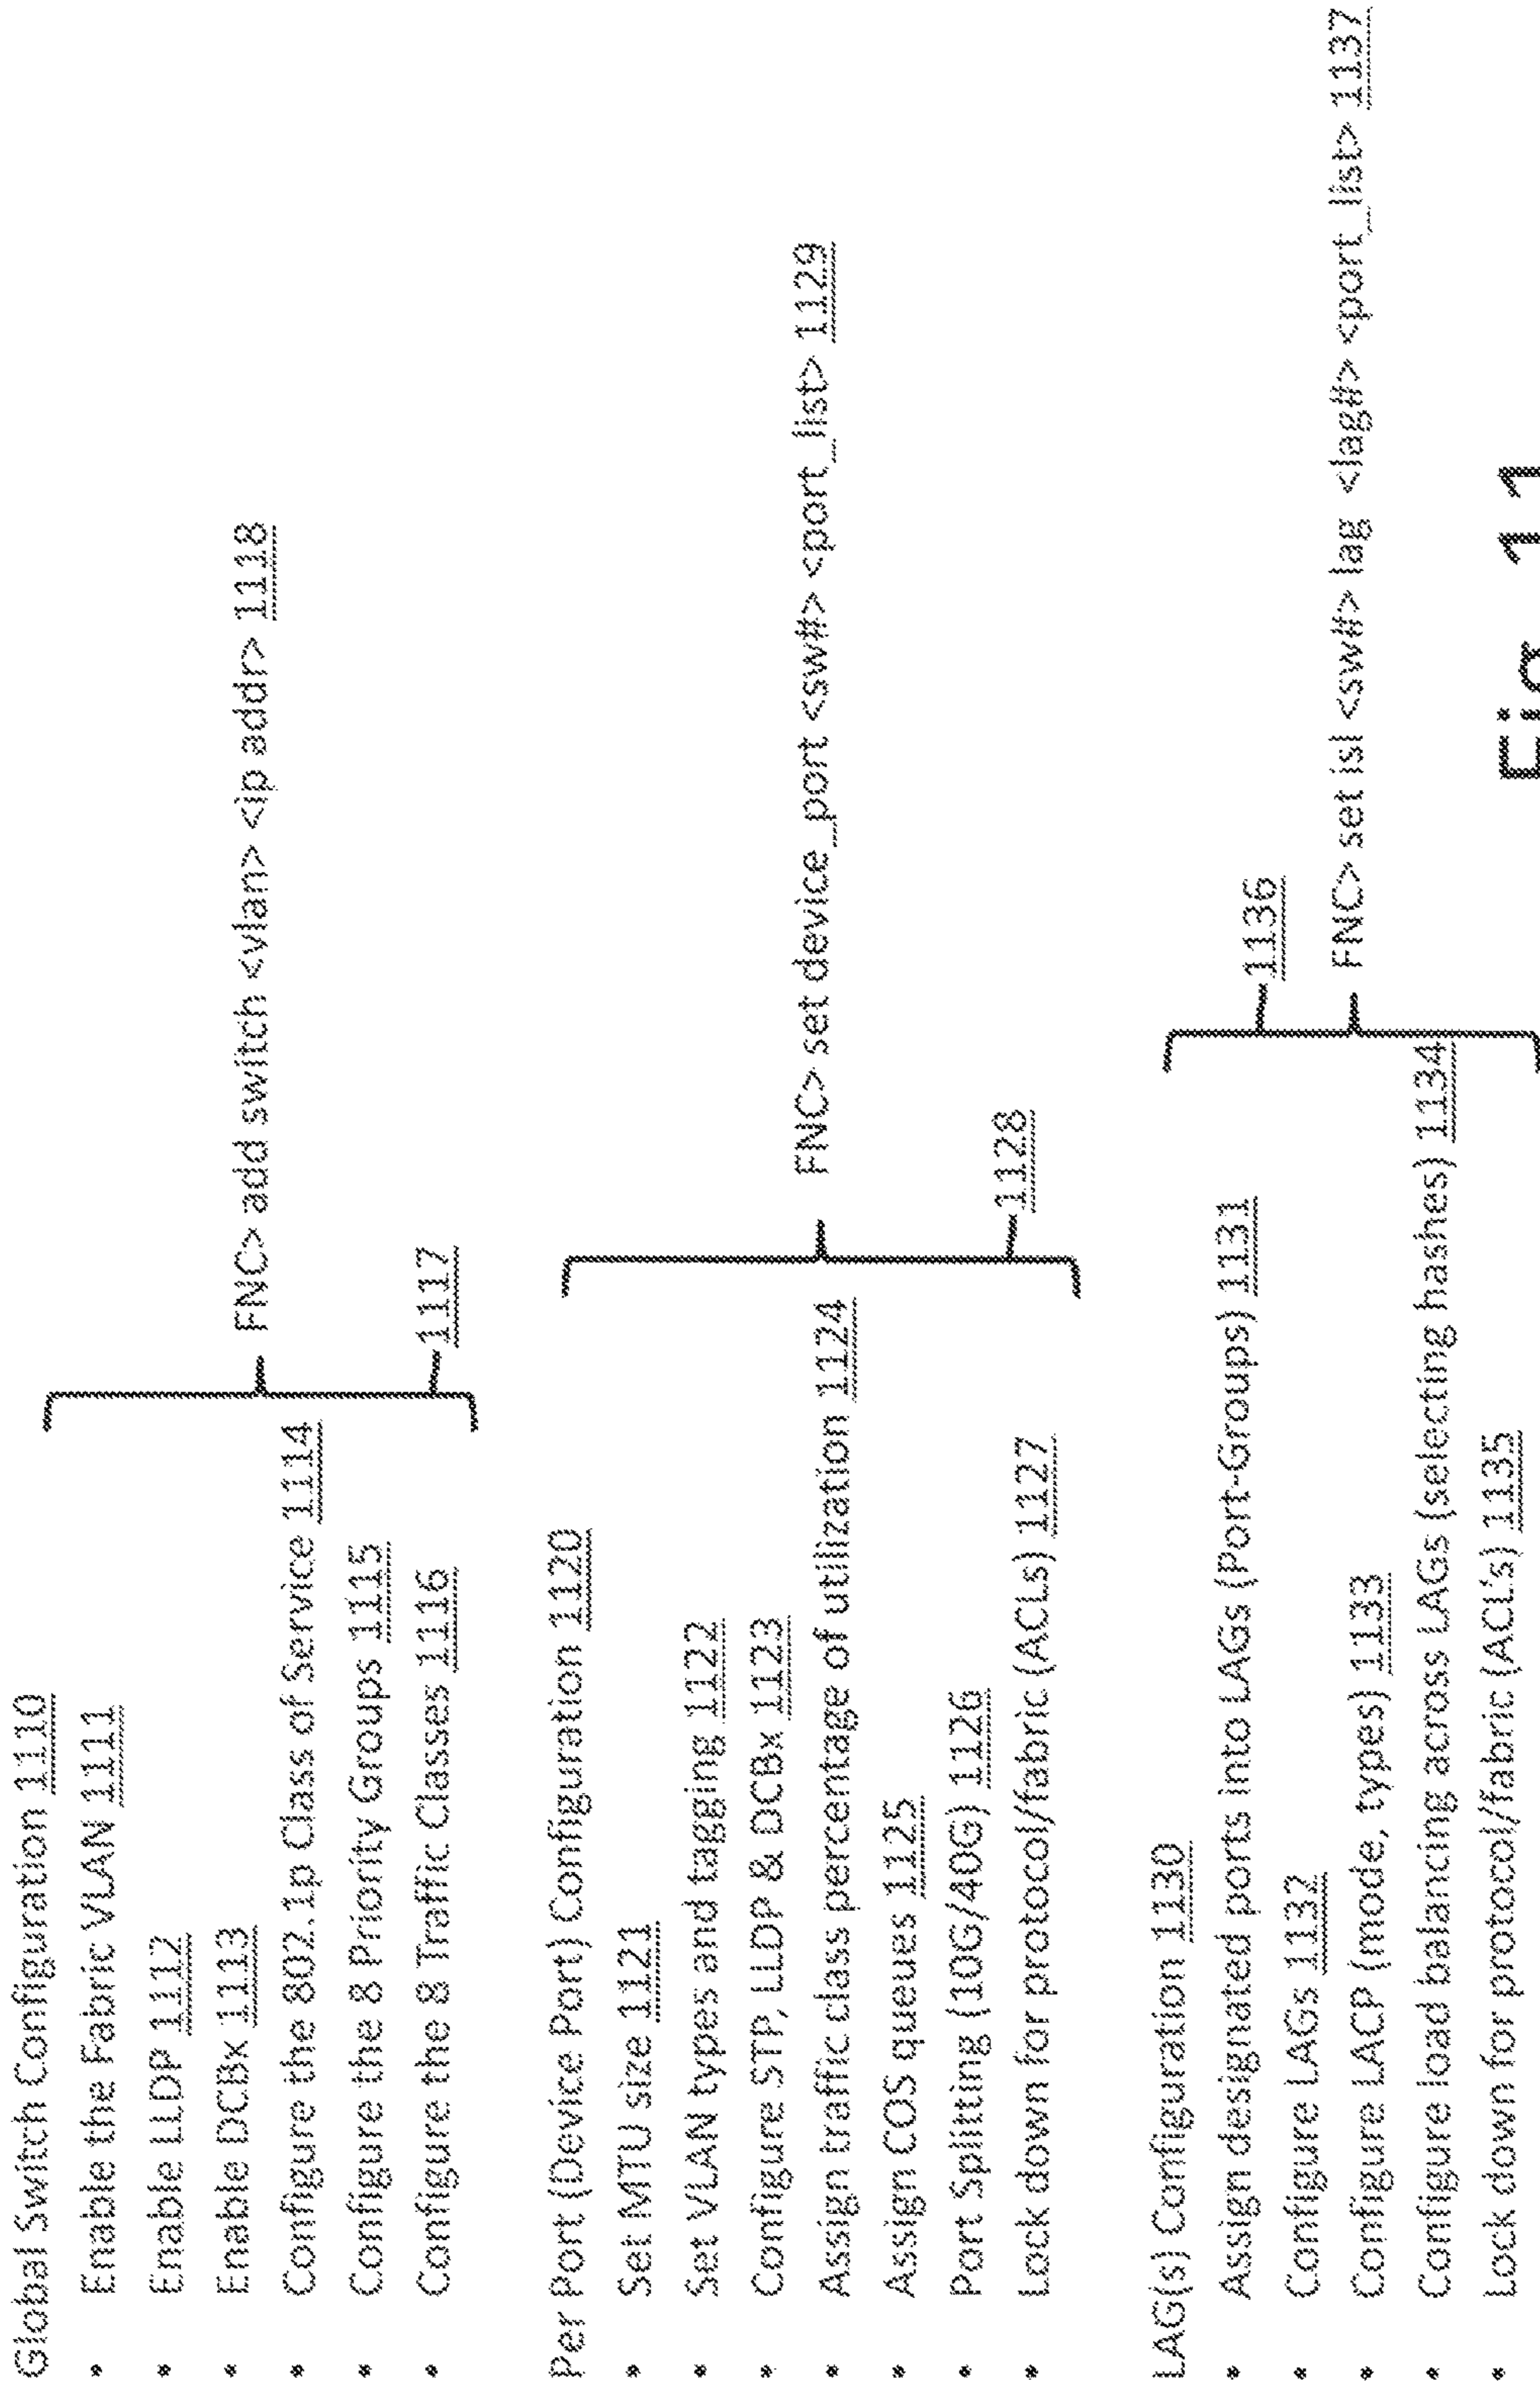 Global Switch Configuration 1110
• Enable the Fabric VLAN 1111
• Enable LLDP 1112
• Enable DCBx 1113
• Configure the 802.1p Class of Service 1114
• Configure the 8 Priority Groups 1115
• Configure the 8 Traffic Classes 1116
1117
FNC> add switch <vlan> <ip addr> 1118
Per Port (Device Port) Configuration 1120
• Set MTU size 1121
• Set VLAN types and tagging 1122
• Configure STP, LLDP & DCBx 1123
• Assign traffic class percentage of utilization 1124
• Assign COS queues 1125
• Port Splitting (10G/40G) 1126
• Lock down for protocol/fabric (ACLs) 1127
1128
FNC> set device_port <sw#> <port_list> 1129
LAG(s) Configuration 1130
• Assign designated ports into LAGs (Port-Groups) 1131
• Configure LAGs 1132
• Configure LACP (mode, types) 1133
• Configure load balancing across LAGs (selecting hashes) 1134
• Lock down for protocol/fabric (ACL's) 1135
1136
FNC> set isl <sw#> lag <lag#> <port_list> 1137
Fig. 11